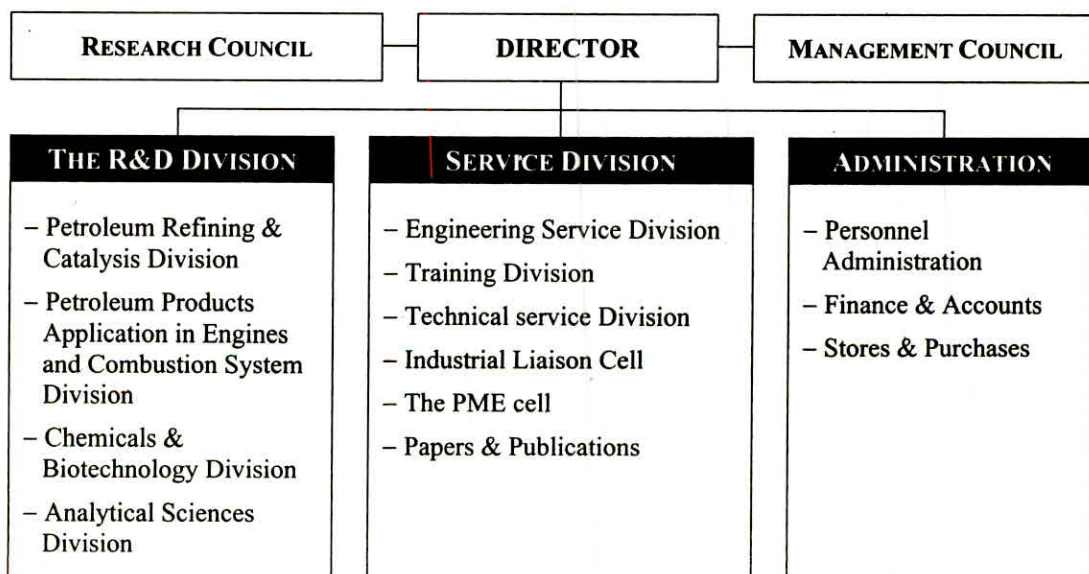 RESEARCH COUNCIL
DIRECTOR
MANAGEMENT COUNCIL
THE R&D DIVISION
– Petroleum Refining &
Catalysis Division
– Petroleum Products
Application in Engines
and Combustion System
Division
– Chemicals &
Biotechnology Division
– Analytical Sciences
Division
SERVICE DIVISION
– Engineering Service Division
– Training Division
– Technical service Division
– Industrial Liaison Cell
– The PME cell
– Papers & Publications
ADMINISTRATION
– Personnel
Administration
– Finance & Accounts
– Stores & Purchases